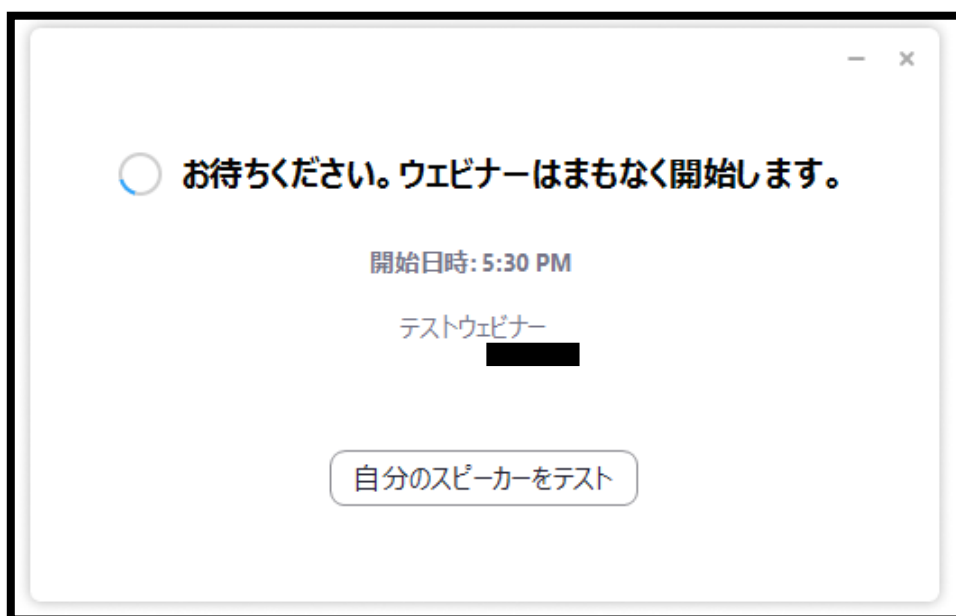 お待ちください。ウェビナーはまもなく開始します。
開始日時: 5:30 PM
テストウェビナー
自分のスピーカーをテスト